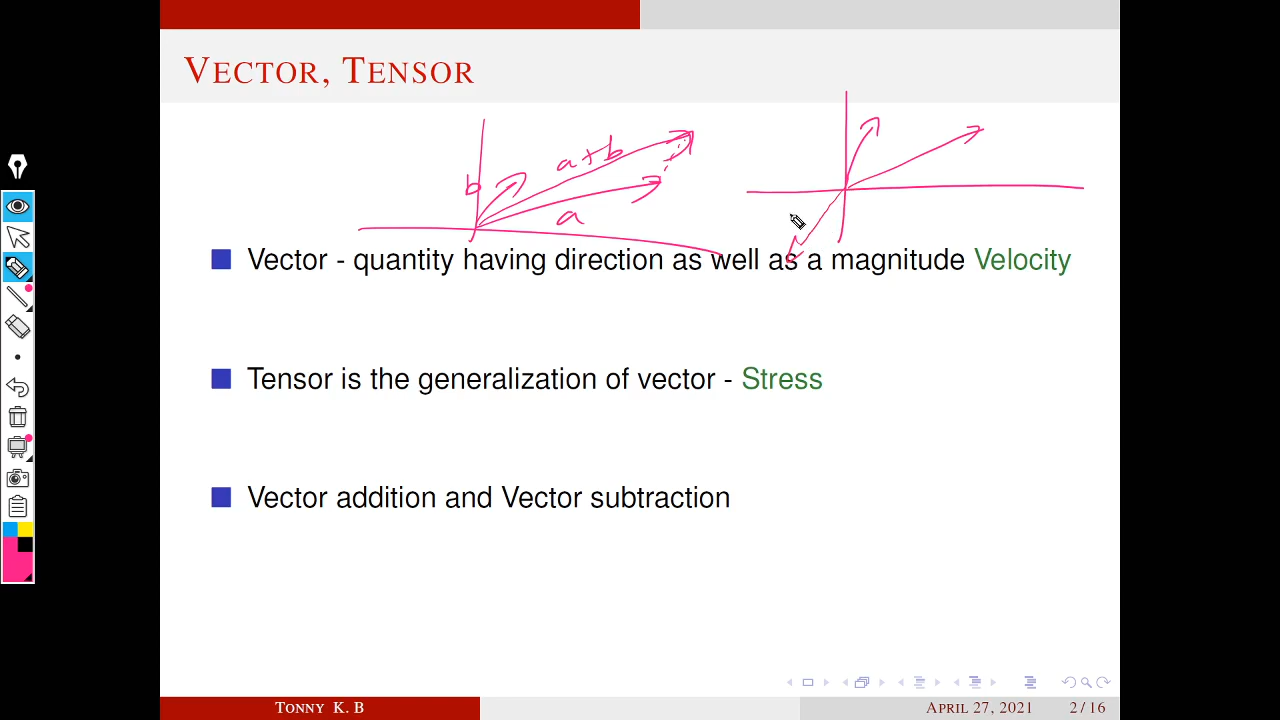 VECTOR, TENSOR
a+b
b
a
Vector - quantity having direction as well as a magnitude Velocity
Tensor is the generalization of vector - Stress
Vector addition and Vector subtraction
TONNY K. B
APRIL 27, 2021
2 / 16